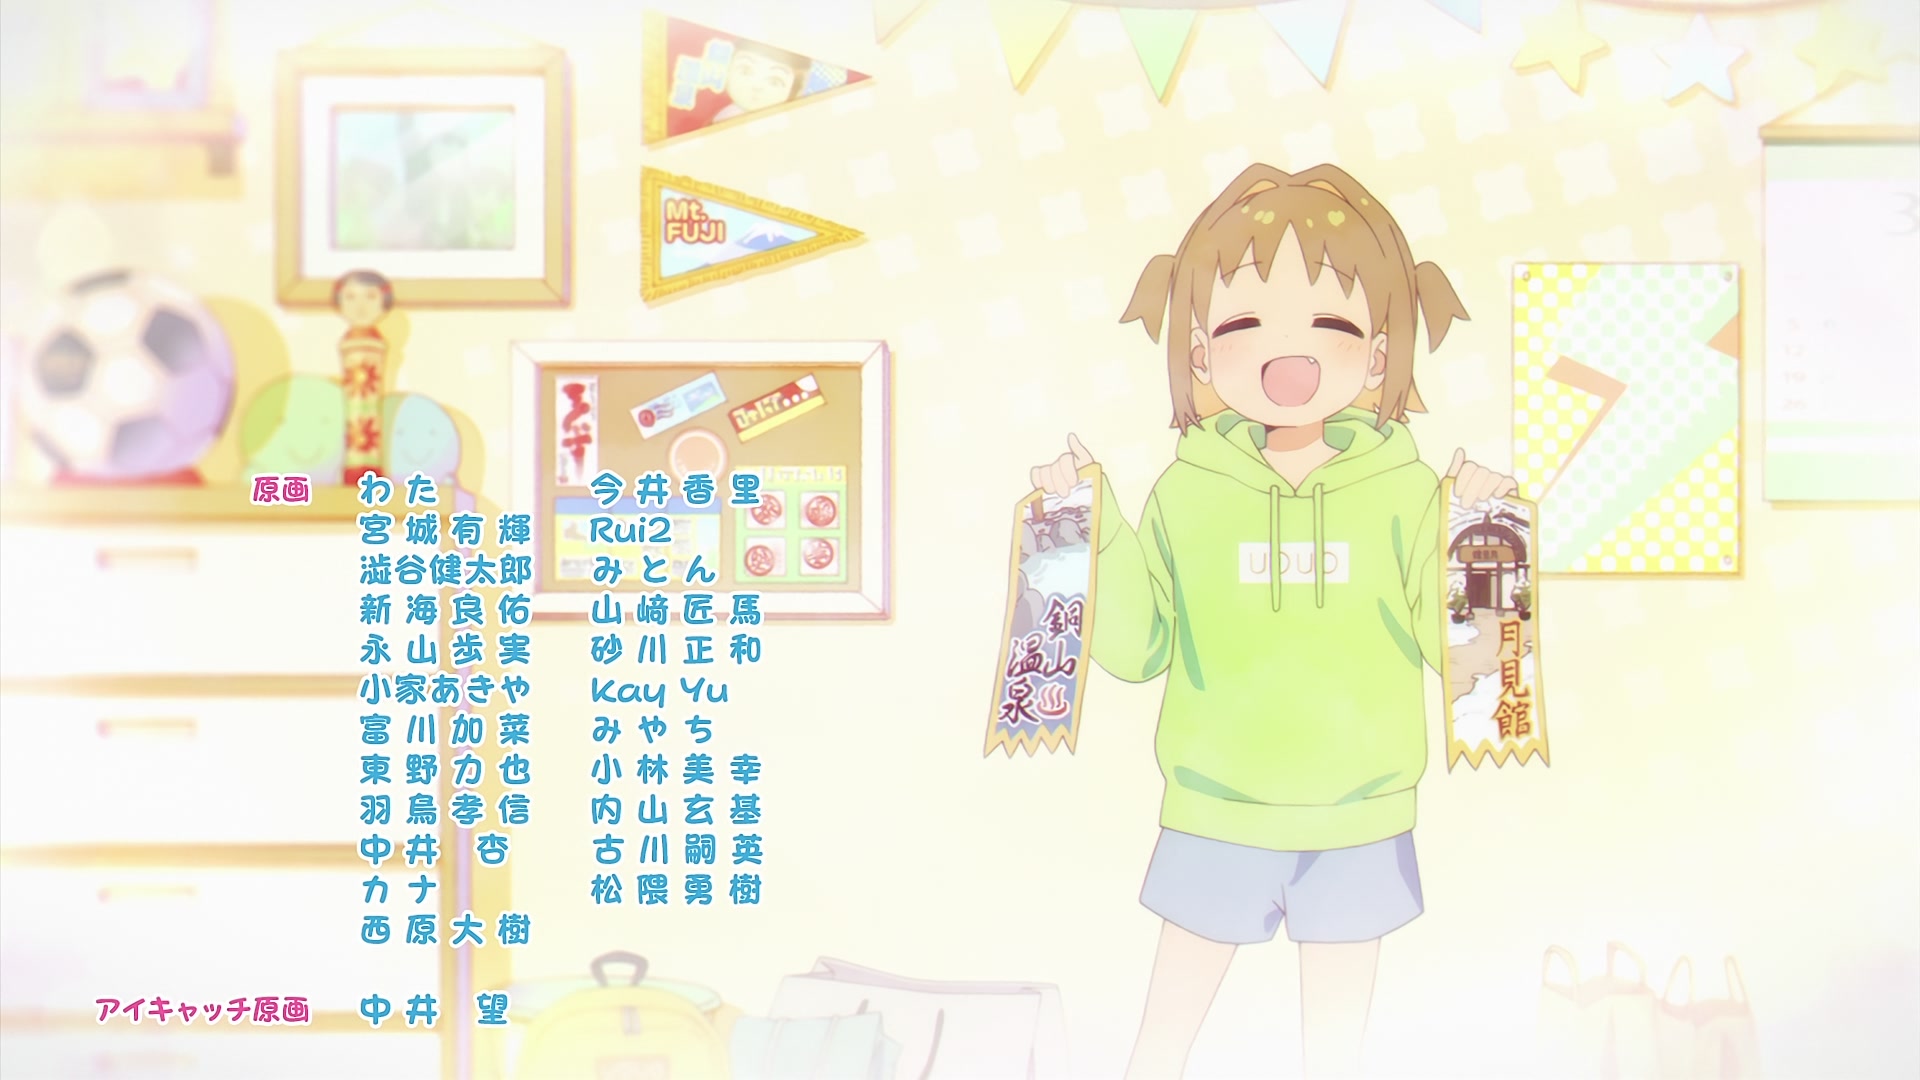 Mt.
FUJI
UOUO
銅山
温泉♨
月見館
原画
わた
宮城有輝
澁谷健太郎
新海良佑
永山歩実
小家あきや
富川加菜
東野力也
羽鳥孝信
中井 杏
カナ
西原大樹
今井香里
Rui2
みとん
山﨑匠馬
砂川正和
Kay Yu
みやち
小林美幸
内山玄基
古川嗣英
松隈勇樹
アイキャッチ原画
中井 望